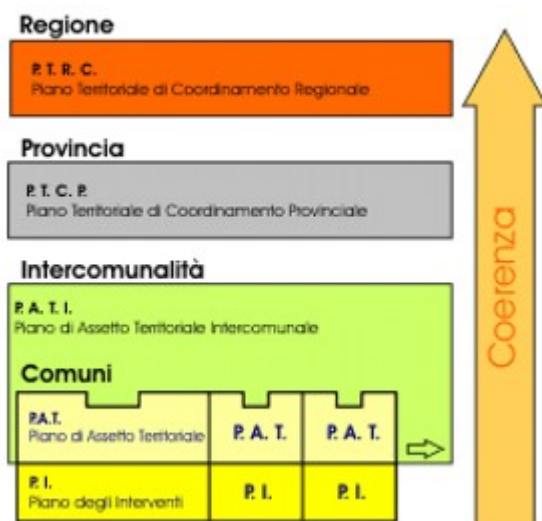 Regione
P. T. R. C.
Piano Territoriale di Coordinamento Regionale
Provincia
P. T. C. P.
Piano Territoriale di Coordinamento Provinciale
Intercomunalità
P. A. T. I.
Piano di Assetto Territoriale Intercomunale
Comuni
P.A.T.
Piano di Assetto Territoriale
P. A. T.
P. A. T.
P. I.
Piano degli Interventi
P. I.
P. I.
Coerenza